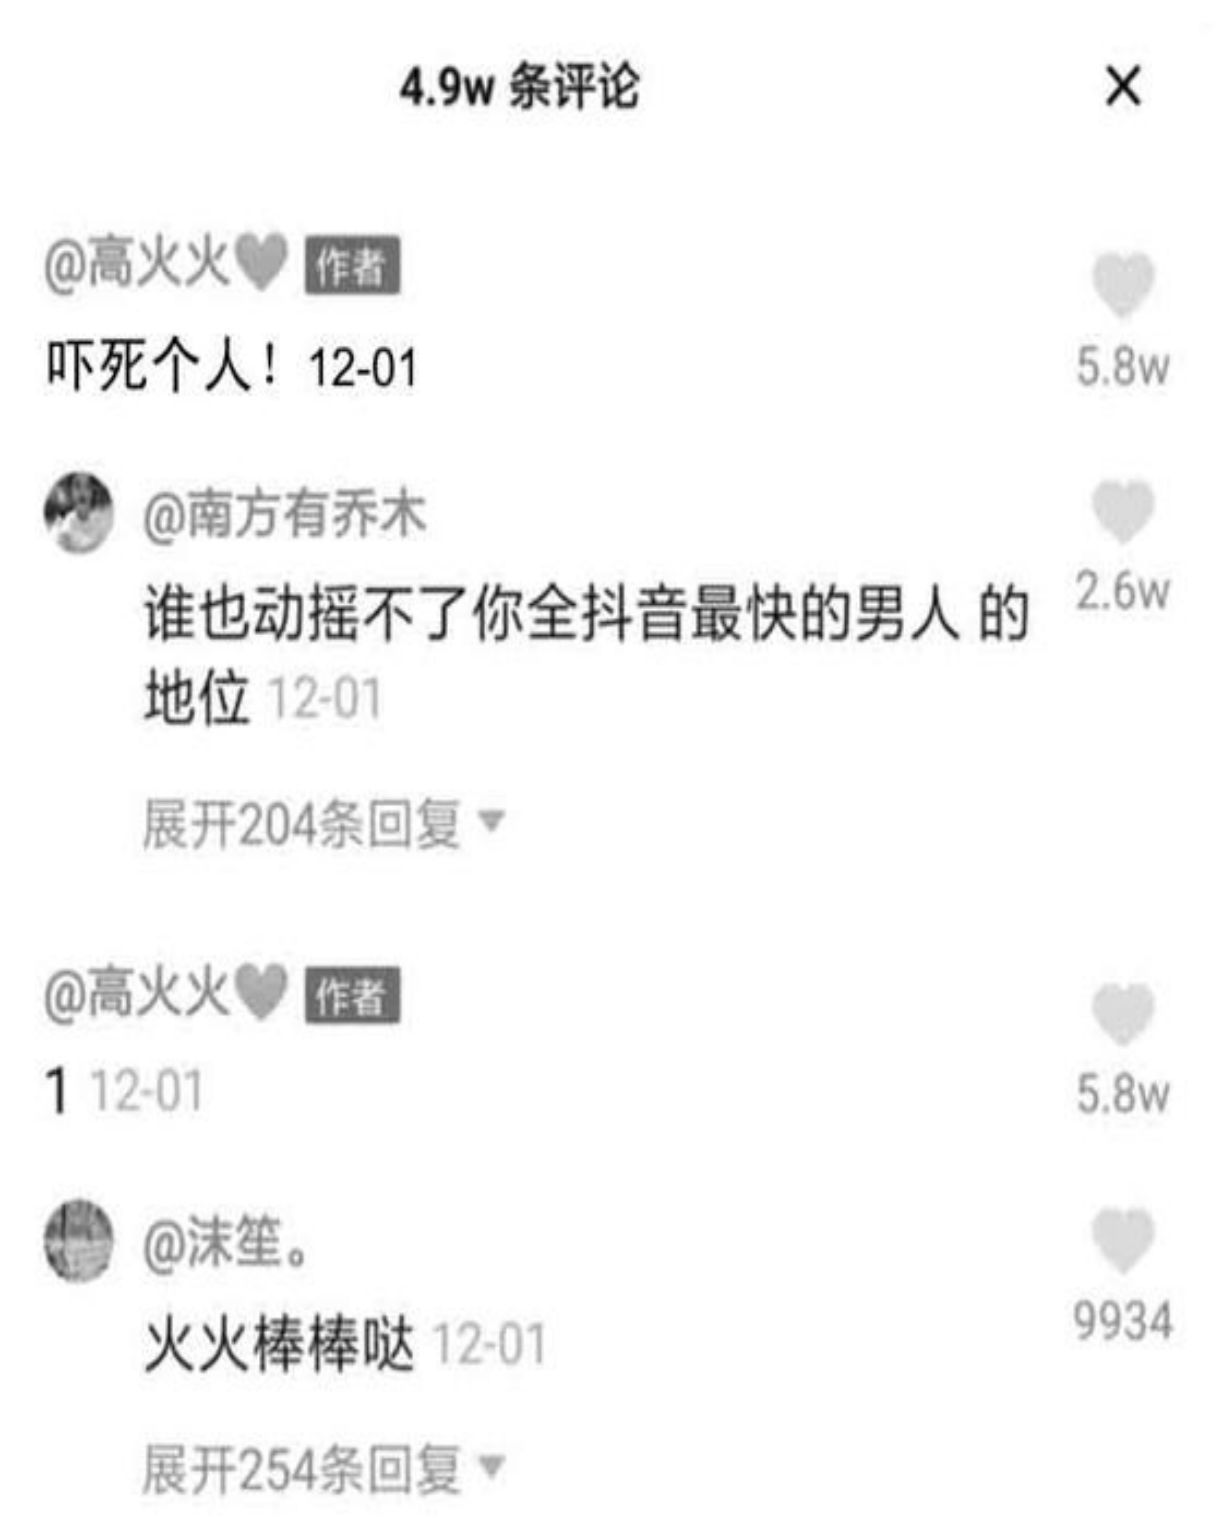 4.9w 条评论
@高火火 作者
5.8w
吓死个人！ 12-01
@南方有乔木
2.6w
谁也动摇不了你全抖音最快的男人 的
地位 12-01
展开204条回复
@高火火 作者
1 12-01
5.8w
@沫笙。
9934
火火棒棒哒 12-01
展开254条回复